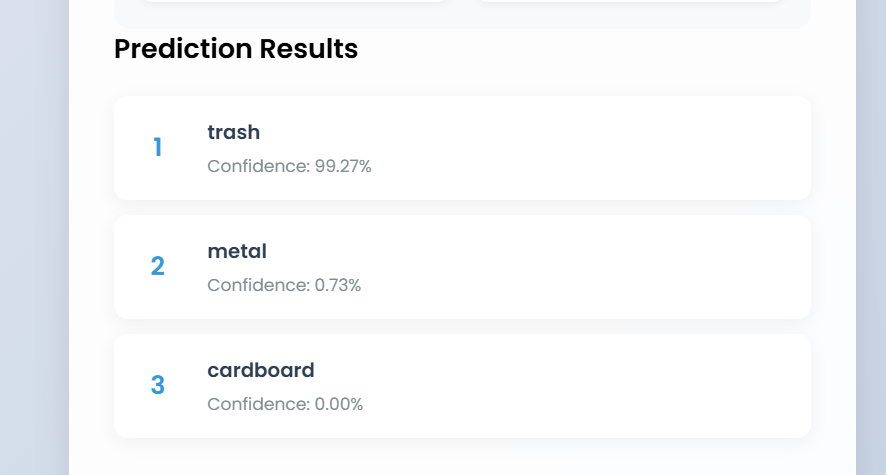 Prediction Results
1
trash
Confidence: 99.27%
2
metal
Confidence: 0.73%
3
cardboard
Confidence: 0.00%